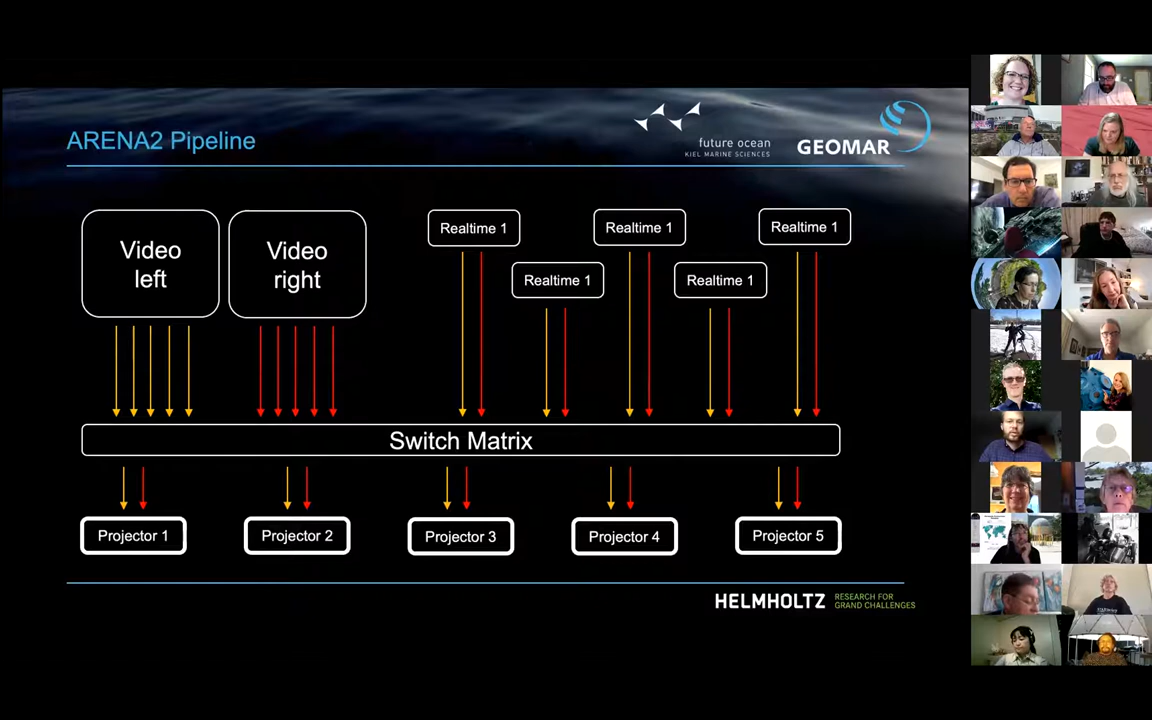 ARENA2 Pipeline
future ocean
KIEL MARINE SCIENCES
GEOMAR
Video
left
Video
right
Realtime 1
Realtime 1
Realtime 1
Realtime 1
Realtime 1
Switch Matrix
Projector 1
Projector 2
Projector 3
Projector 4
Projector 5
HELMHOLTZ
RESEARCH FOR
GRAND CHALLENGES